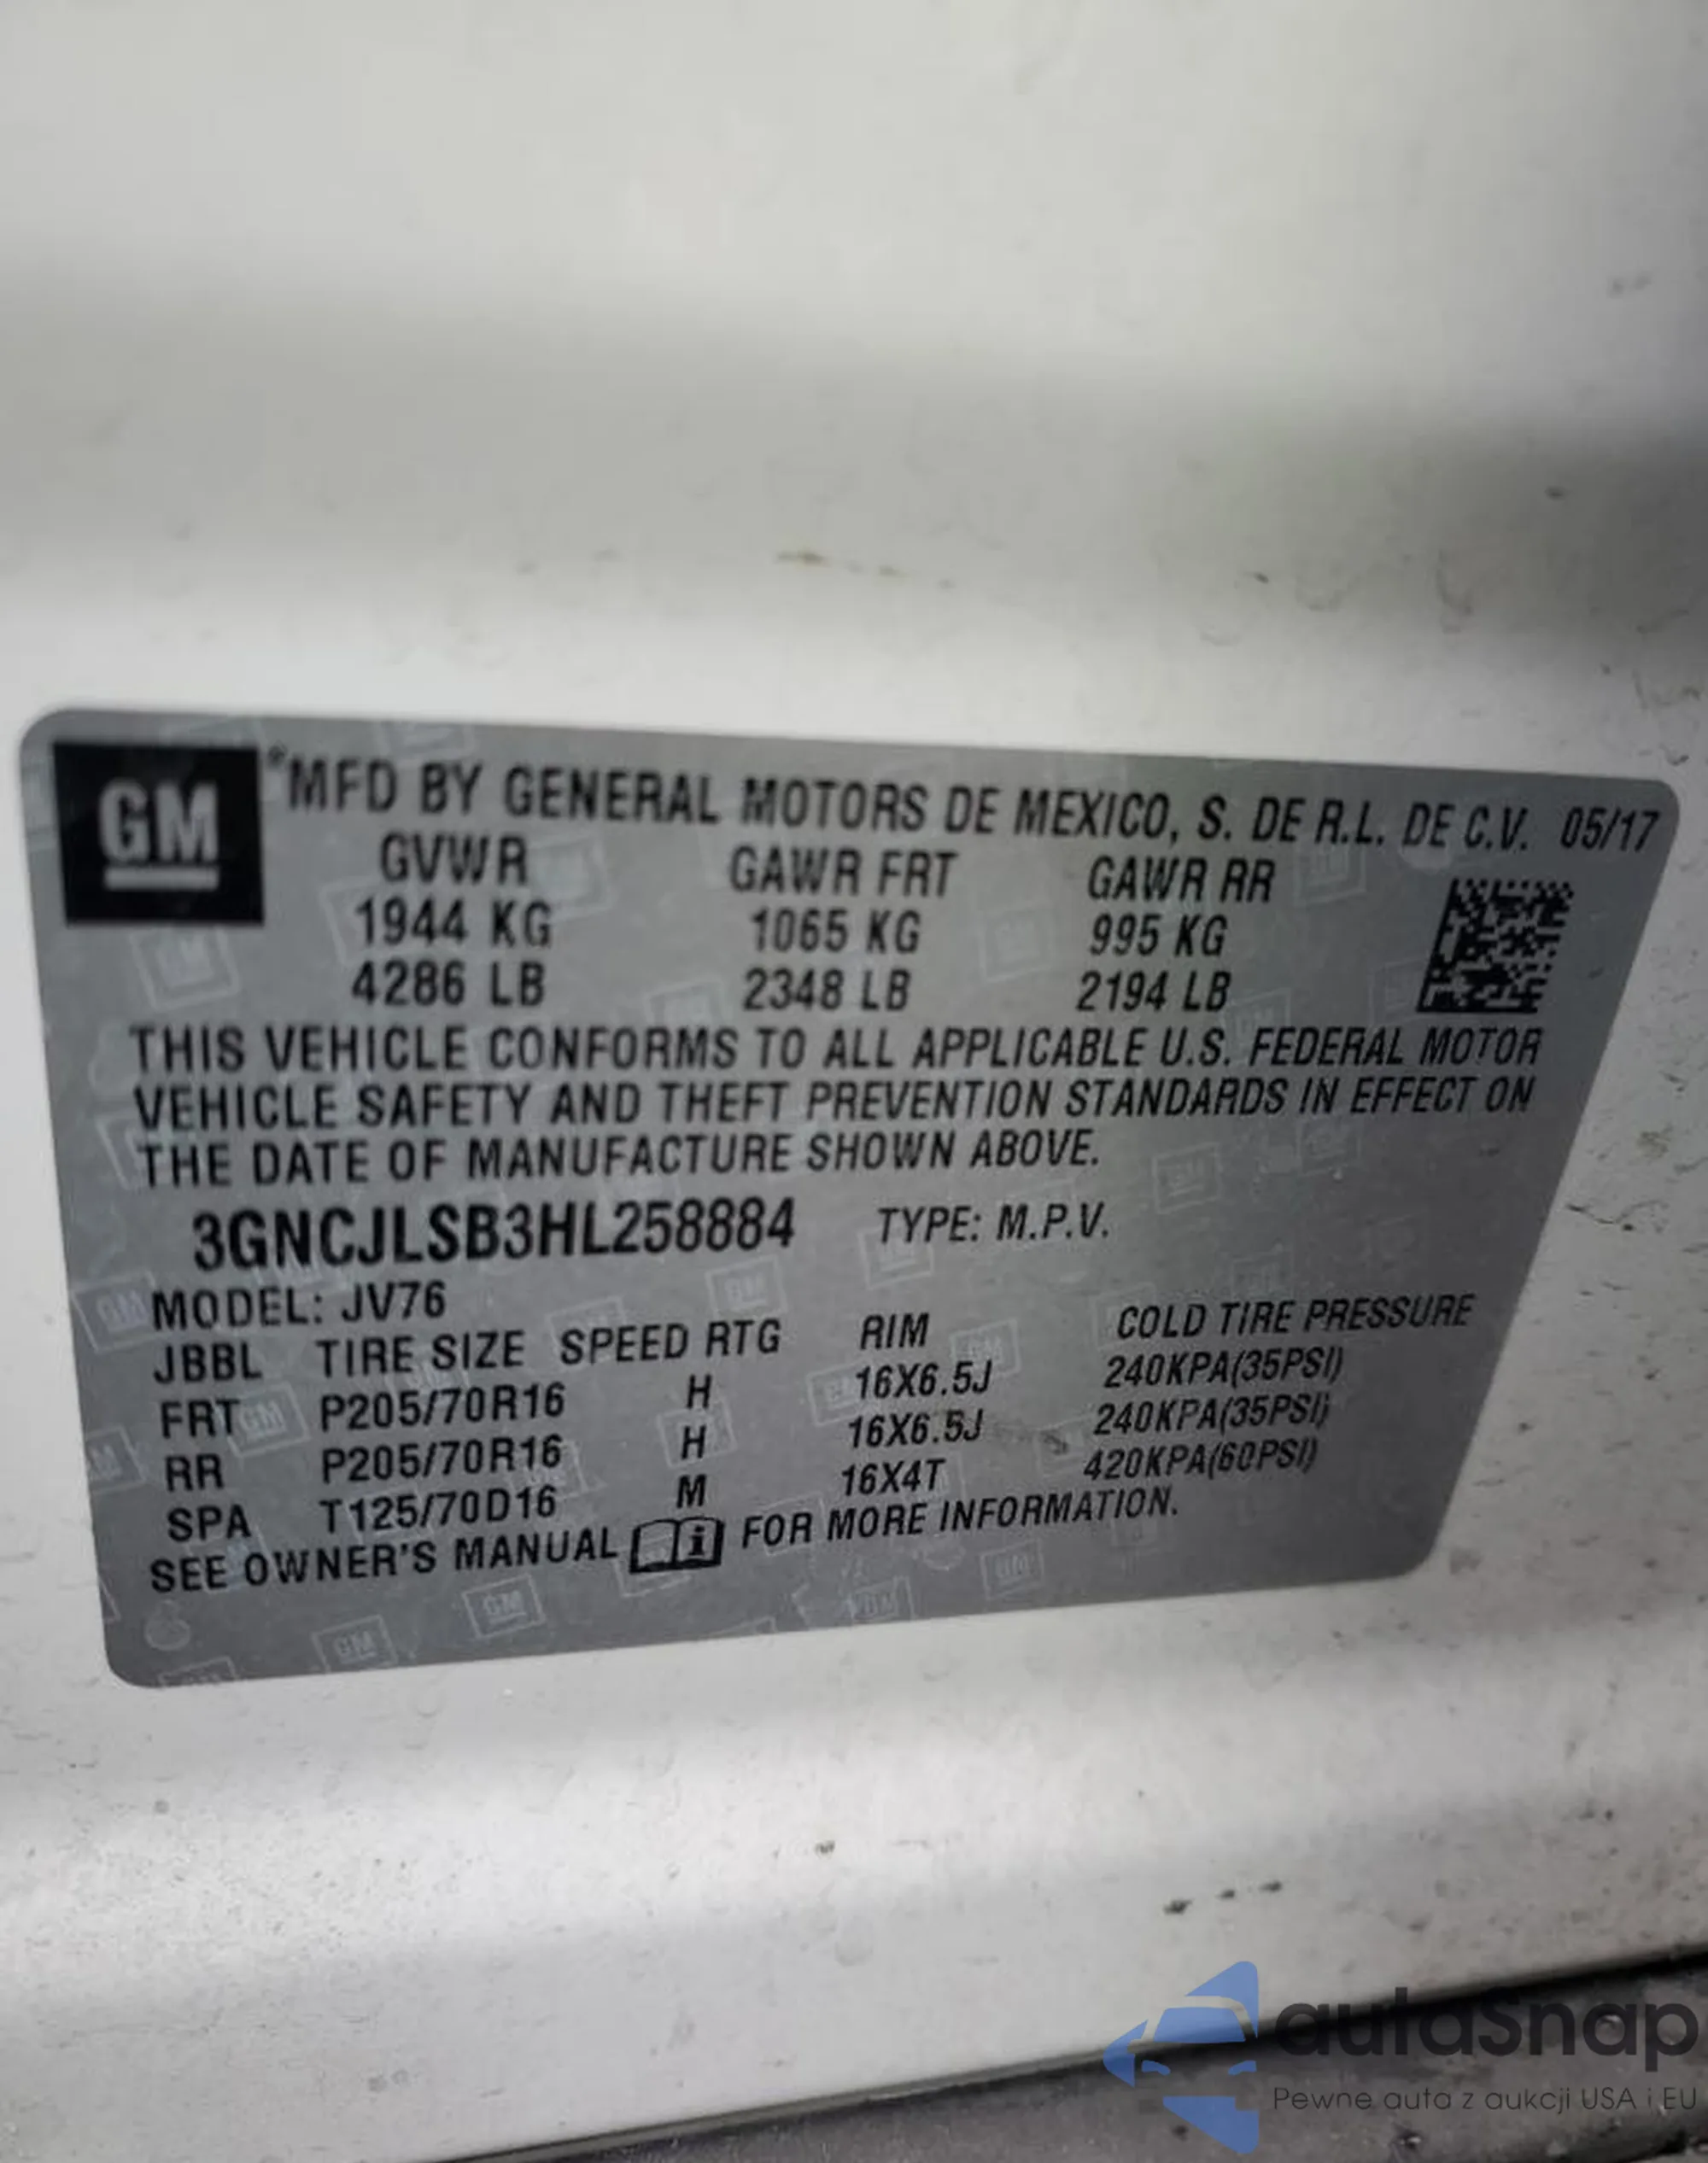 GM
*MFD BY GENERAL MOTORS DE MEXICO, S. DE R.L. DE C.V. 05/17
GVWR GAWR FRT GAWR RR
1944 KG 1065 KG 995 KG
4286 LB 2348 LB 2194 LB
THIS VEHICLE CONFORMS TO ALL APPLICABLE U.S. FEDERAL MOTOR
VEHICLE SAFETY AND THEFT PREVENTION STANDARDS IN EFFECT ON
THE DATE OF MANUFACTURE SHOWN ABOVE.
3GNCJLSB3HL258884 TYPE: M.P.V.
MODEL: JV76
JBBL TIRE SIZE SPEED RTG RIM COLD TIRE PRESSURE
FRT P205/70R16 H 16X6.5J 240KPA(35PSI)
RR P205/70R16 H 16X6.5J 240KPA(35PSI)
SPA T125/70D16 M 16X4T 420KPA(60PSI)
SEE OWNER'S MANUAL i FOR MORE INFORMATION.
autasnap
Pewne auta z aukcji USA i EU